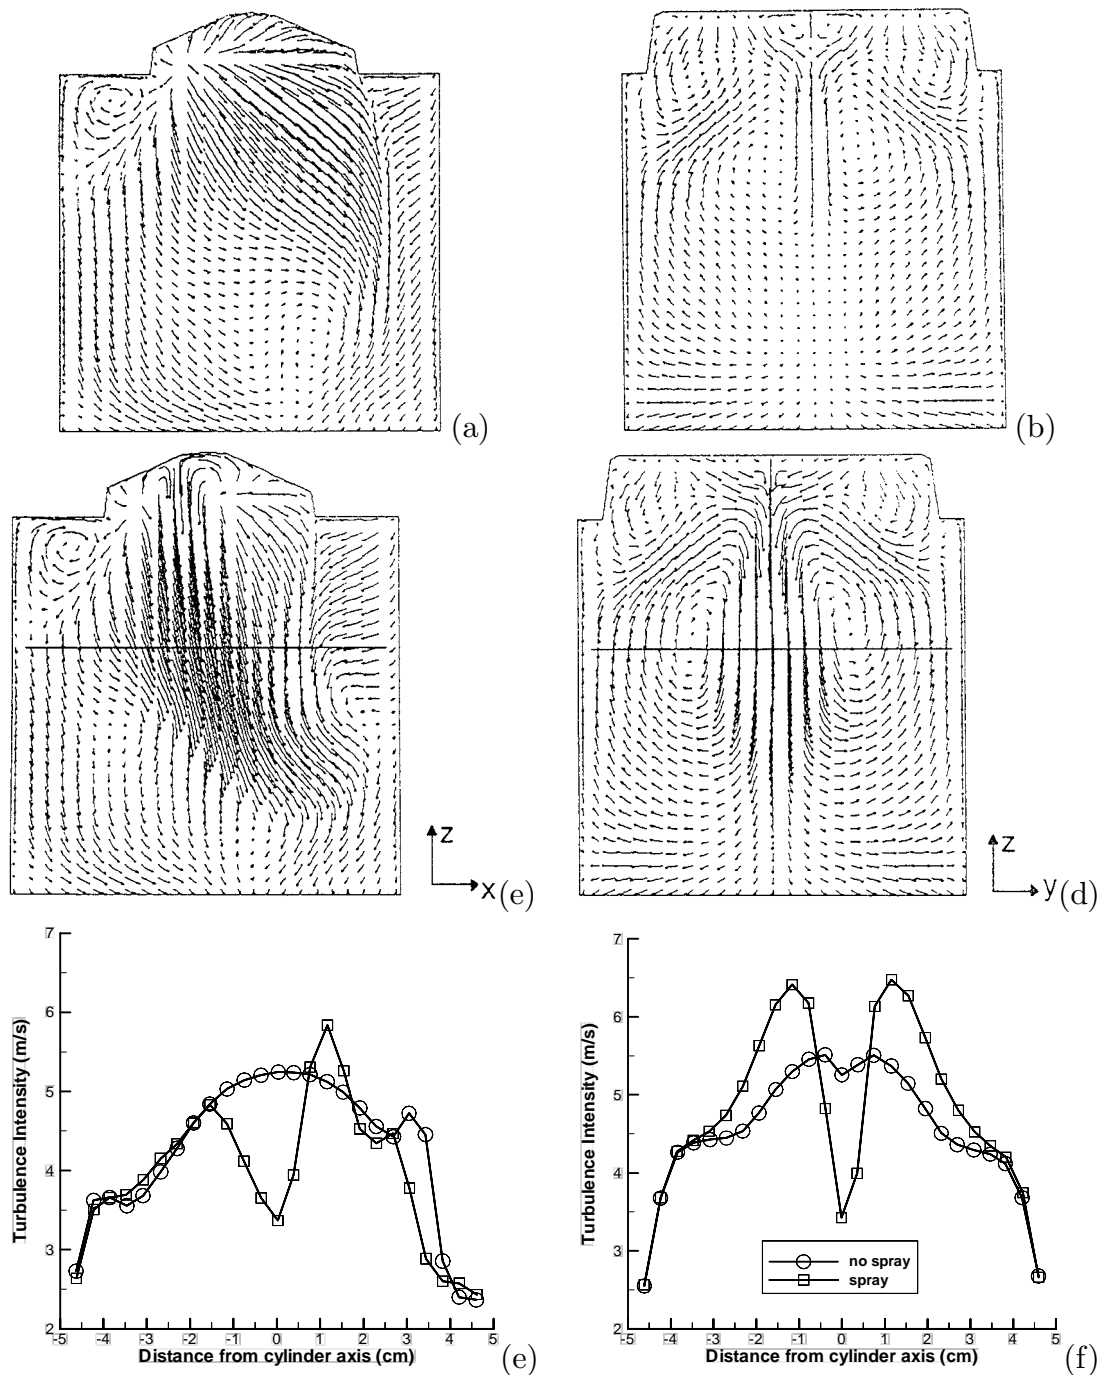 (a)
(b)
z
x
(e)
z
y
(d)
7
6
5
4
3
2
Turbulence Intensity (m/s)
-5 -4 -3 -2 -1 0 1 2 3 4 5
Distance from cylinder axis (cm)
(e)
7
6
5
4
3
2
Turbulence Intensity (m/s)
no spray
spray
-5 -4 -3 -2 -1 0 1 2 3 4 5
Distance from cylinder axis (cm)
(f)